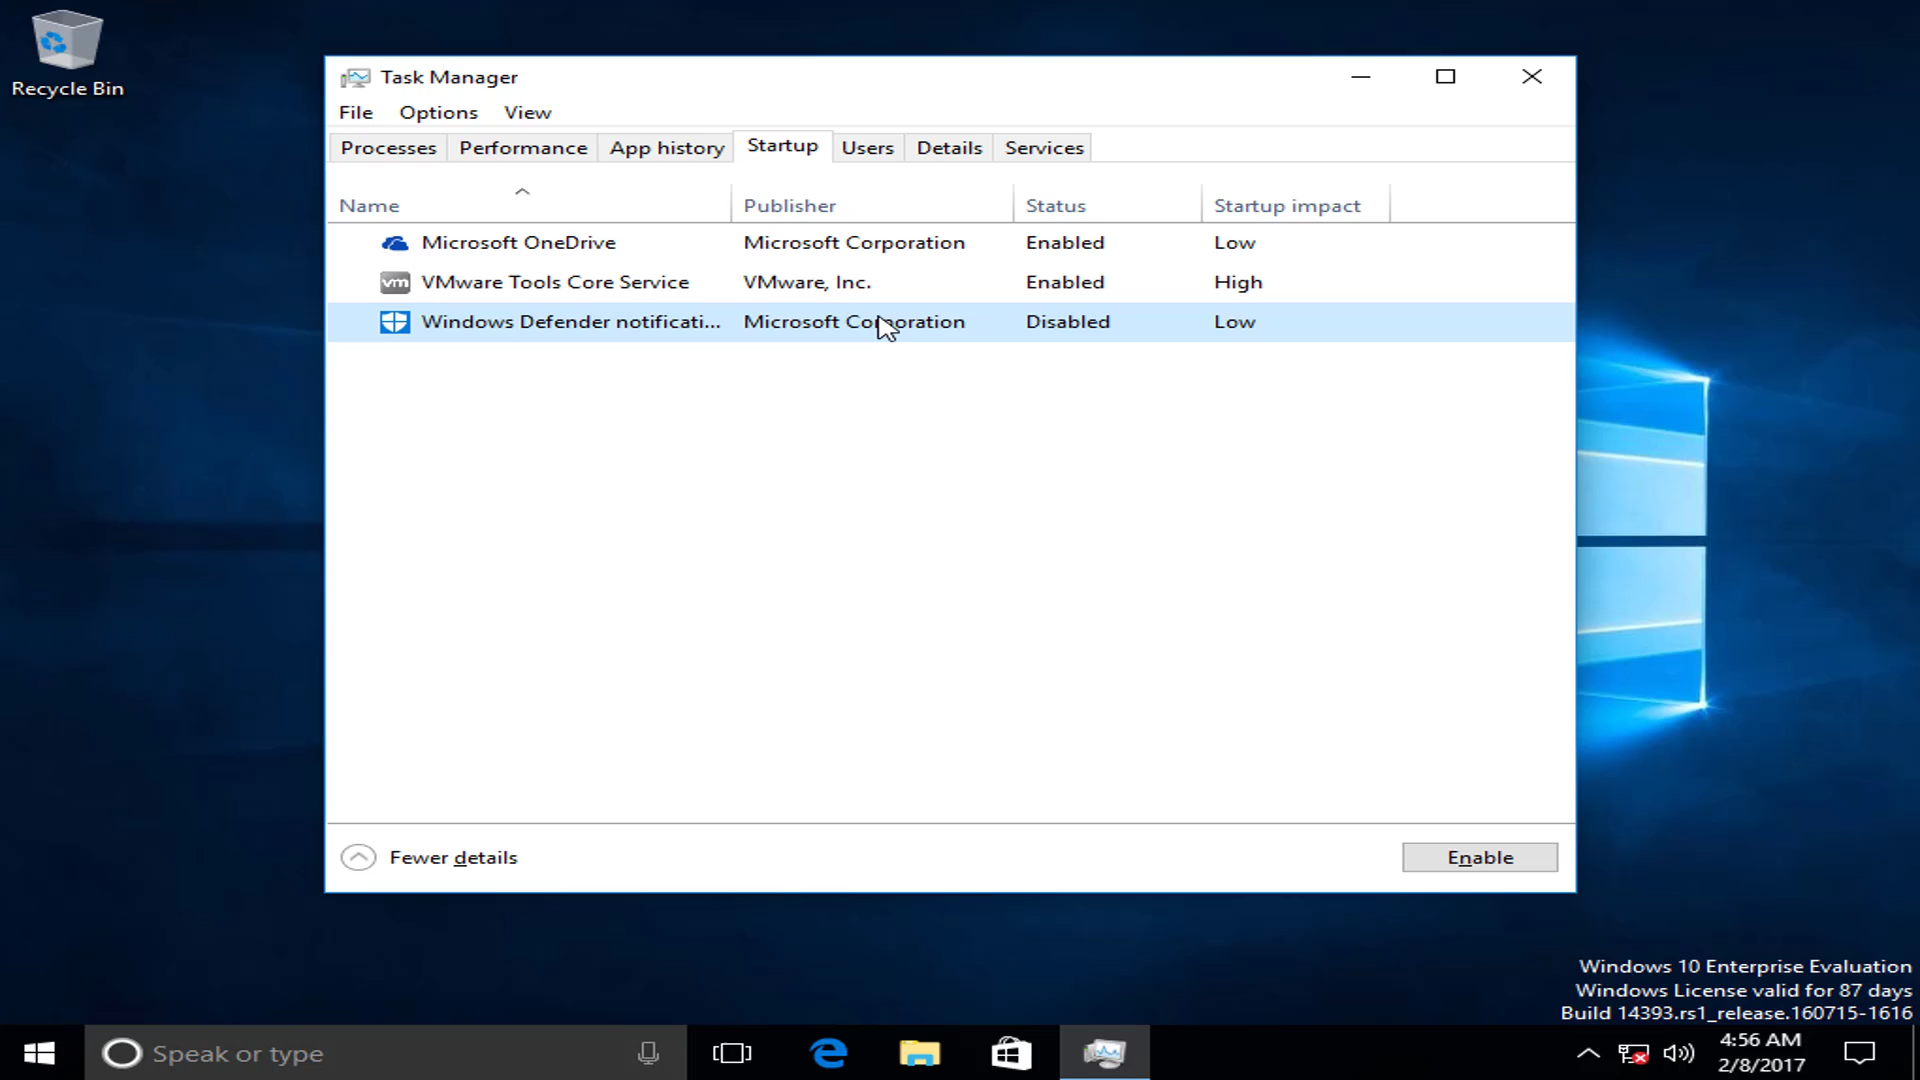 Recycle Bin
Task Manager
File Options View
Processes Performance App history Startup Users Details Services
Name Publisher Status Startup impact
Microsoft OneDrive Microsoft Corporation Enabled Low
vm VMware Tools Core Service VMware, Inc. Enabled High
Windows Defender notificati... Microsoft Corporation Disabled Low
Fewer details Enable
Windows 10 Enterprise Evaluation
Windows License valid for 87 days
Build 14393.rs1_release.160715-1616
Speak or type
4:56 AM
2/8/2017